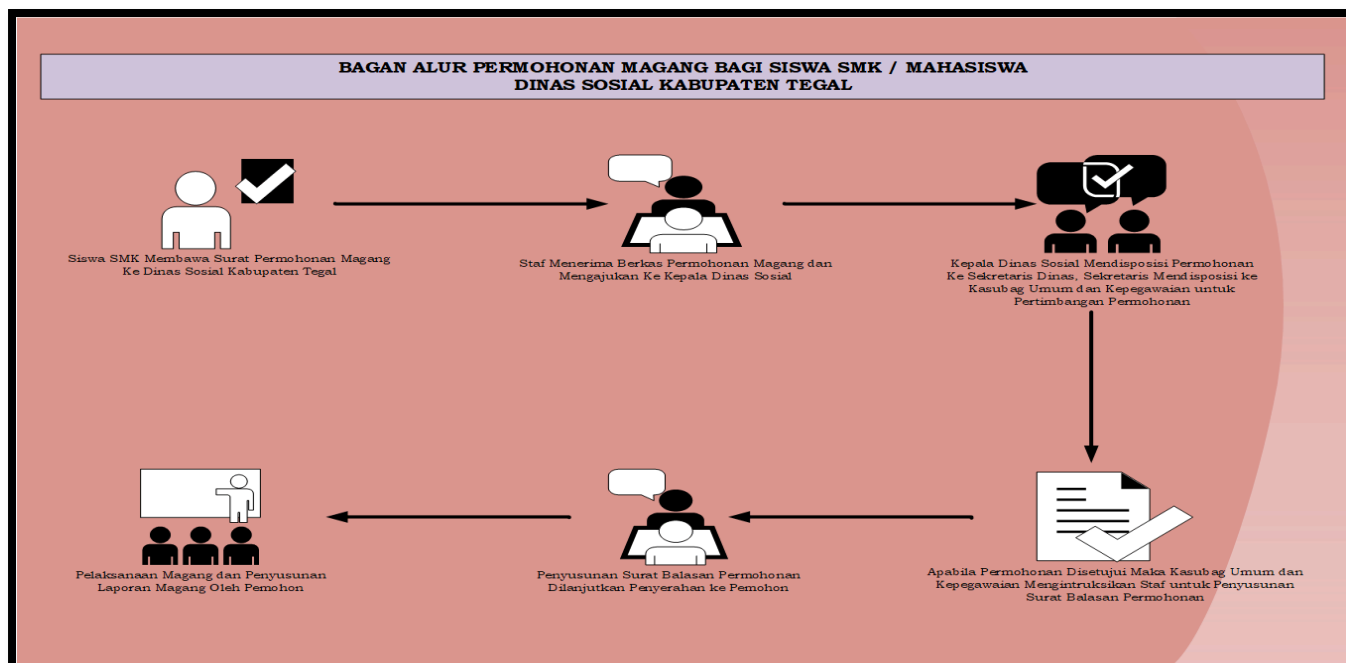 BAGAN ALUR PERMOHONAN MAGANG BAGI SISWA SMK / MAHASISWA
DINAS SOSIAL KABUPATEN TEGAL
Siswa SMK Membawa Surat Permohonan Magang
Ke Dinas Sosial Kabupaten Tegal
Staf Menerima Berkas Permohonan Magang dan
Mengajukan Ke Kepala Dinas Sosial
Kepala Dinas Sosial Mendisposisi Permohonan
Ke Sekretaris Dinas, Sekretaris Mendisposisi ke
Kasubag Umum dan Kepegawaian untuk
Pertimbangan Permohonan
Apabila Permohonan Disetujui Maka Kasubag Umum dan
Kepegawaian Mengintruksikan Staf untuk Penyusunan
Surat Balasan Permohonan
Penyusunan Surat Balasan Permohonan
Dilanjutkan Penyerahan ke Pemohon
Pelaksanaan Magang dan Penyusunan
Laporan Magang Oleh Pemohon